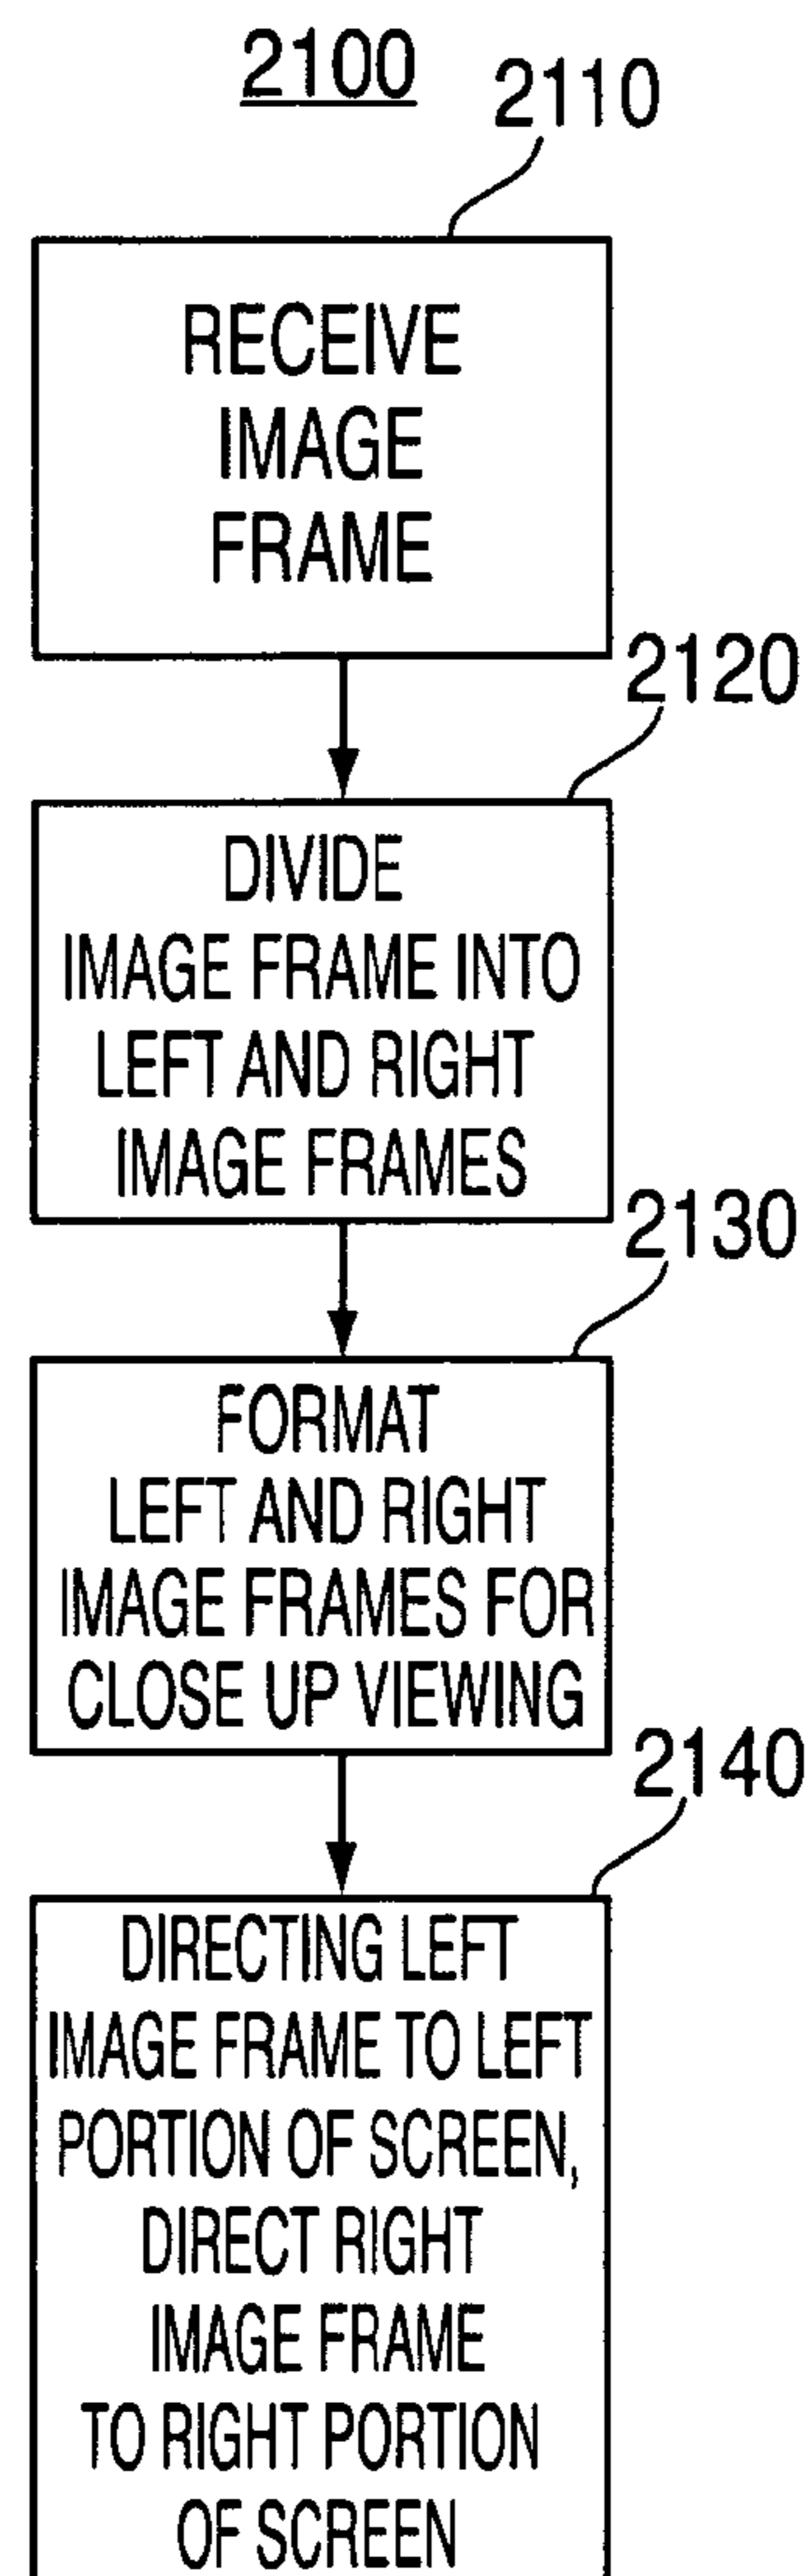 2100
2110
RECEIVE
IMAGE
FRAME
2120
DIVIDE
IMAGE FRAME INTO
LEFT AND RIGHT
IMAGE FRAMES
2130
FORMAT
LEFT AND RIGHT
IMAGE FRAMES FOR
CLOSE UP VIEWING
2140
DIRECTING LEFT
IMAGE FRAME TO LEFT
PORTION OF SCREEN,
DIRECT RIGHT
IMAGE FRAME
TO RIGHT PORTION
OF SCREEN